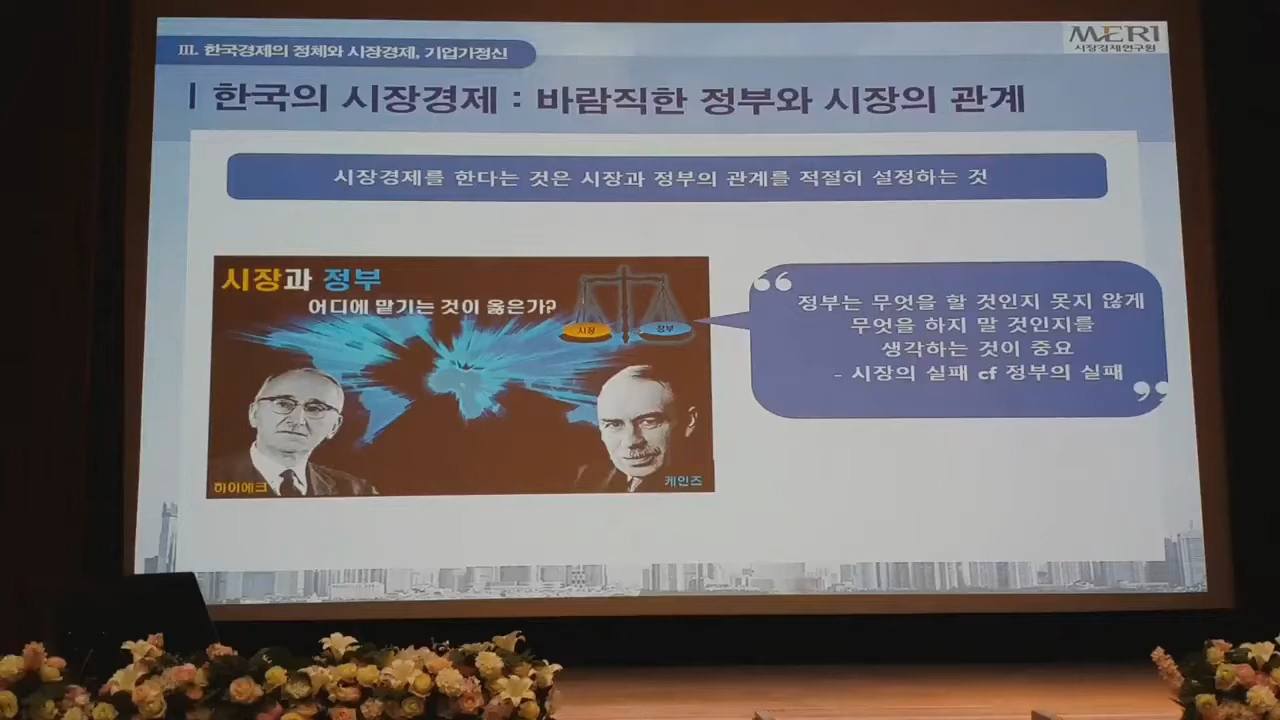 Ⅲ. 한국경제의 정체와 시장경제, 기업가정신
MERI
시장경제연구원
한국의 시장경제 : 바람직한 정부와 시장의 관계
시장경제를 한다는 것은 시장과 정부의 관계를 적절히 설정하는 것
시장과 정부
어디에 맡기는 것이 옳은가?
시장
정부
하이에크
케인즈
“
정부는 무엇을 할 것인지 못지 않게
무엇을 하지 말 것인지를
생각하는 것이 중요
- 시장의 실패 cf 정부의 실패
”